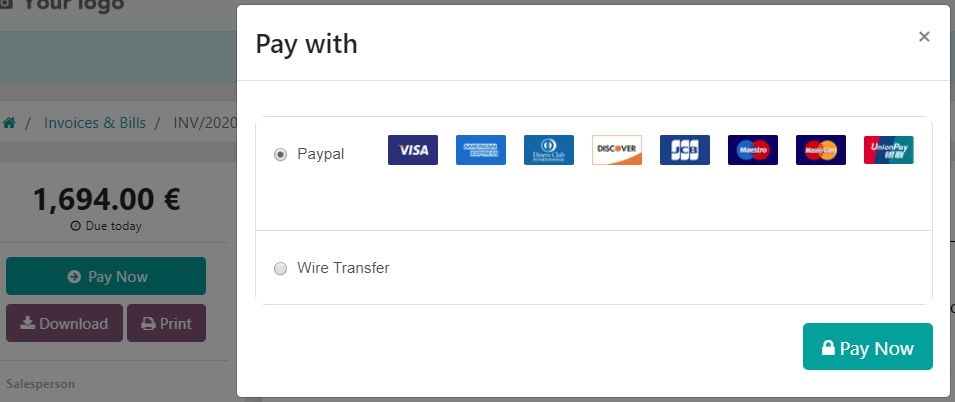 Your logo
Pay with
×
Invoices & Bills / INV/2020
1,694.00 €
Due today
Pay Now
Download
Print
Salesperson
Paypal
VISA
AMERICAN EXPRESS
Diners Club
INTERNATIONAL
DISCOVER
JCB
Maestro
MasterCard
UnionPay
银联
Wire Transfer
Pay Now